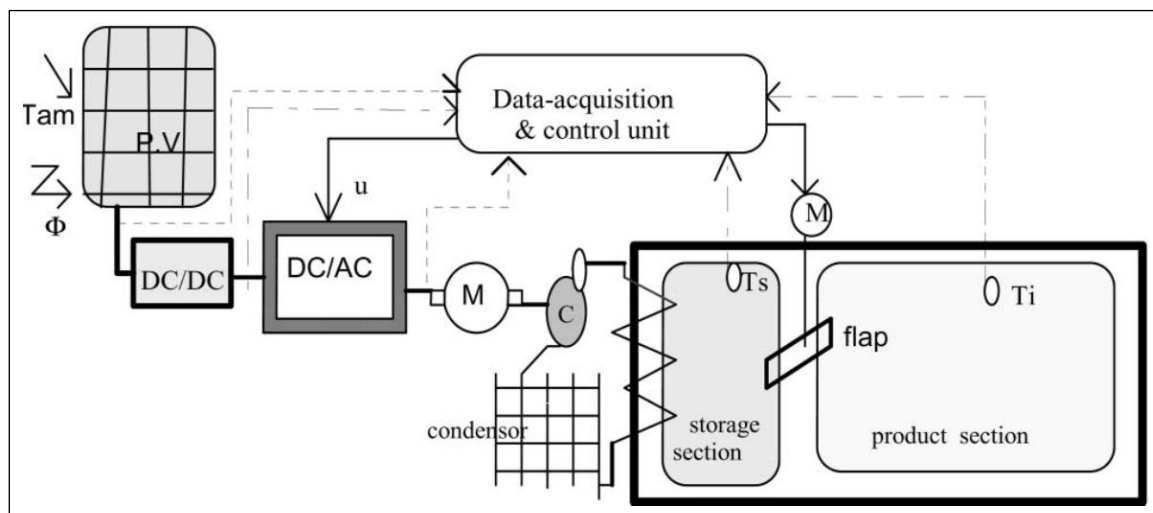 Data-acquisition
& control unit
Tam
P.V
Φ
u
M
DC/DC
DC/AC
M
C
Ts
Ti
flap
condensor
storage
section
product section